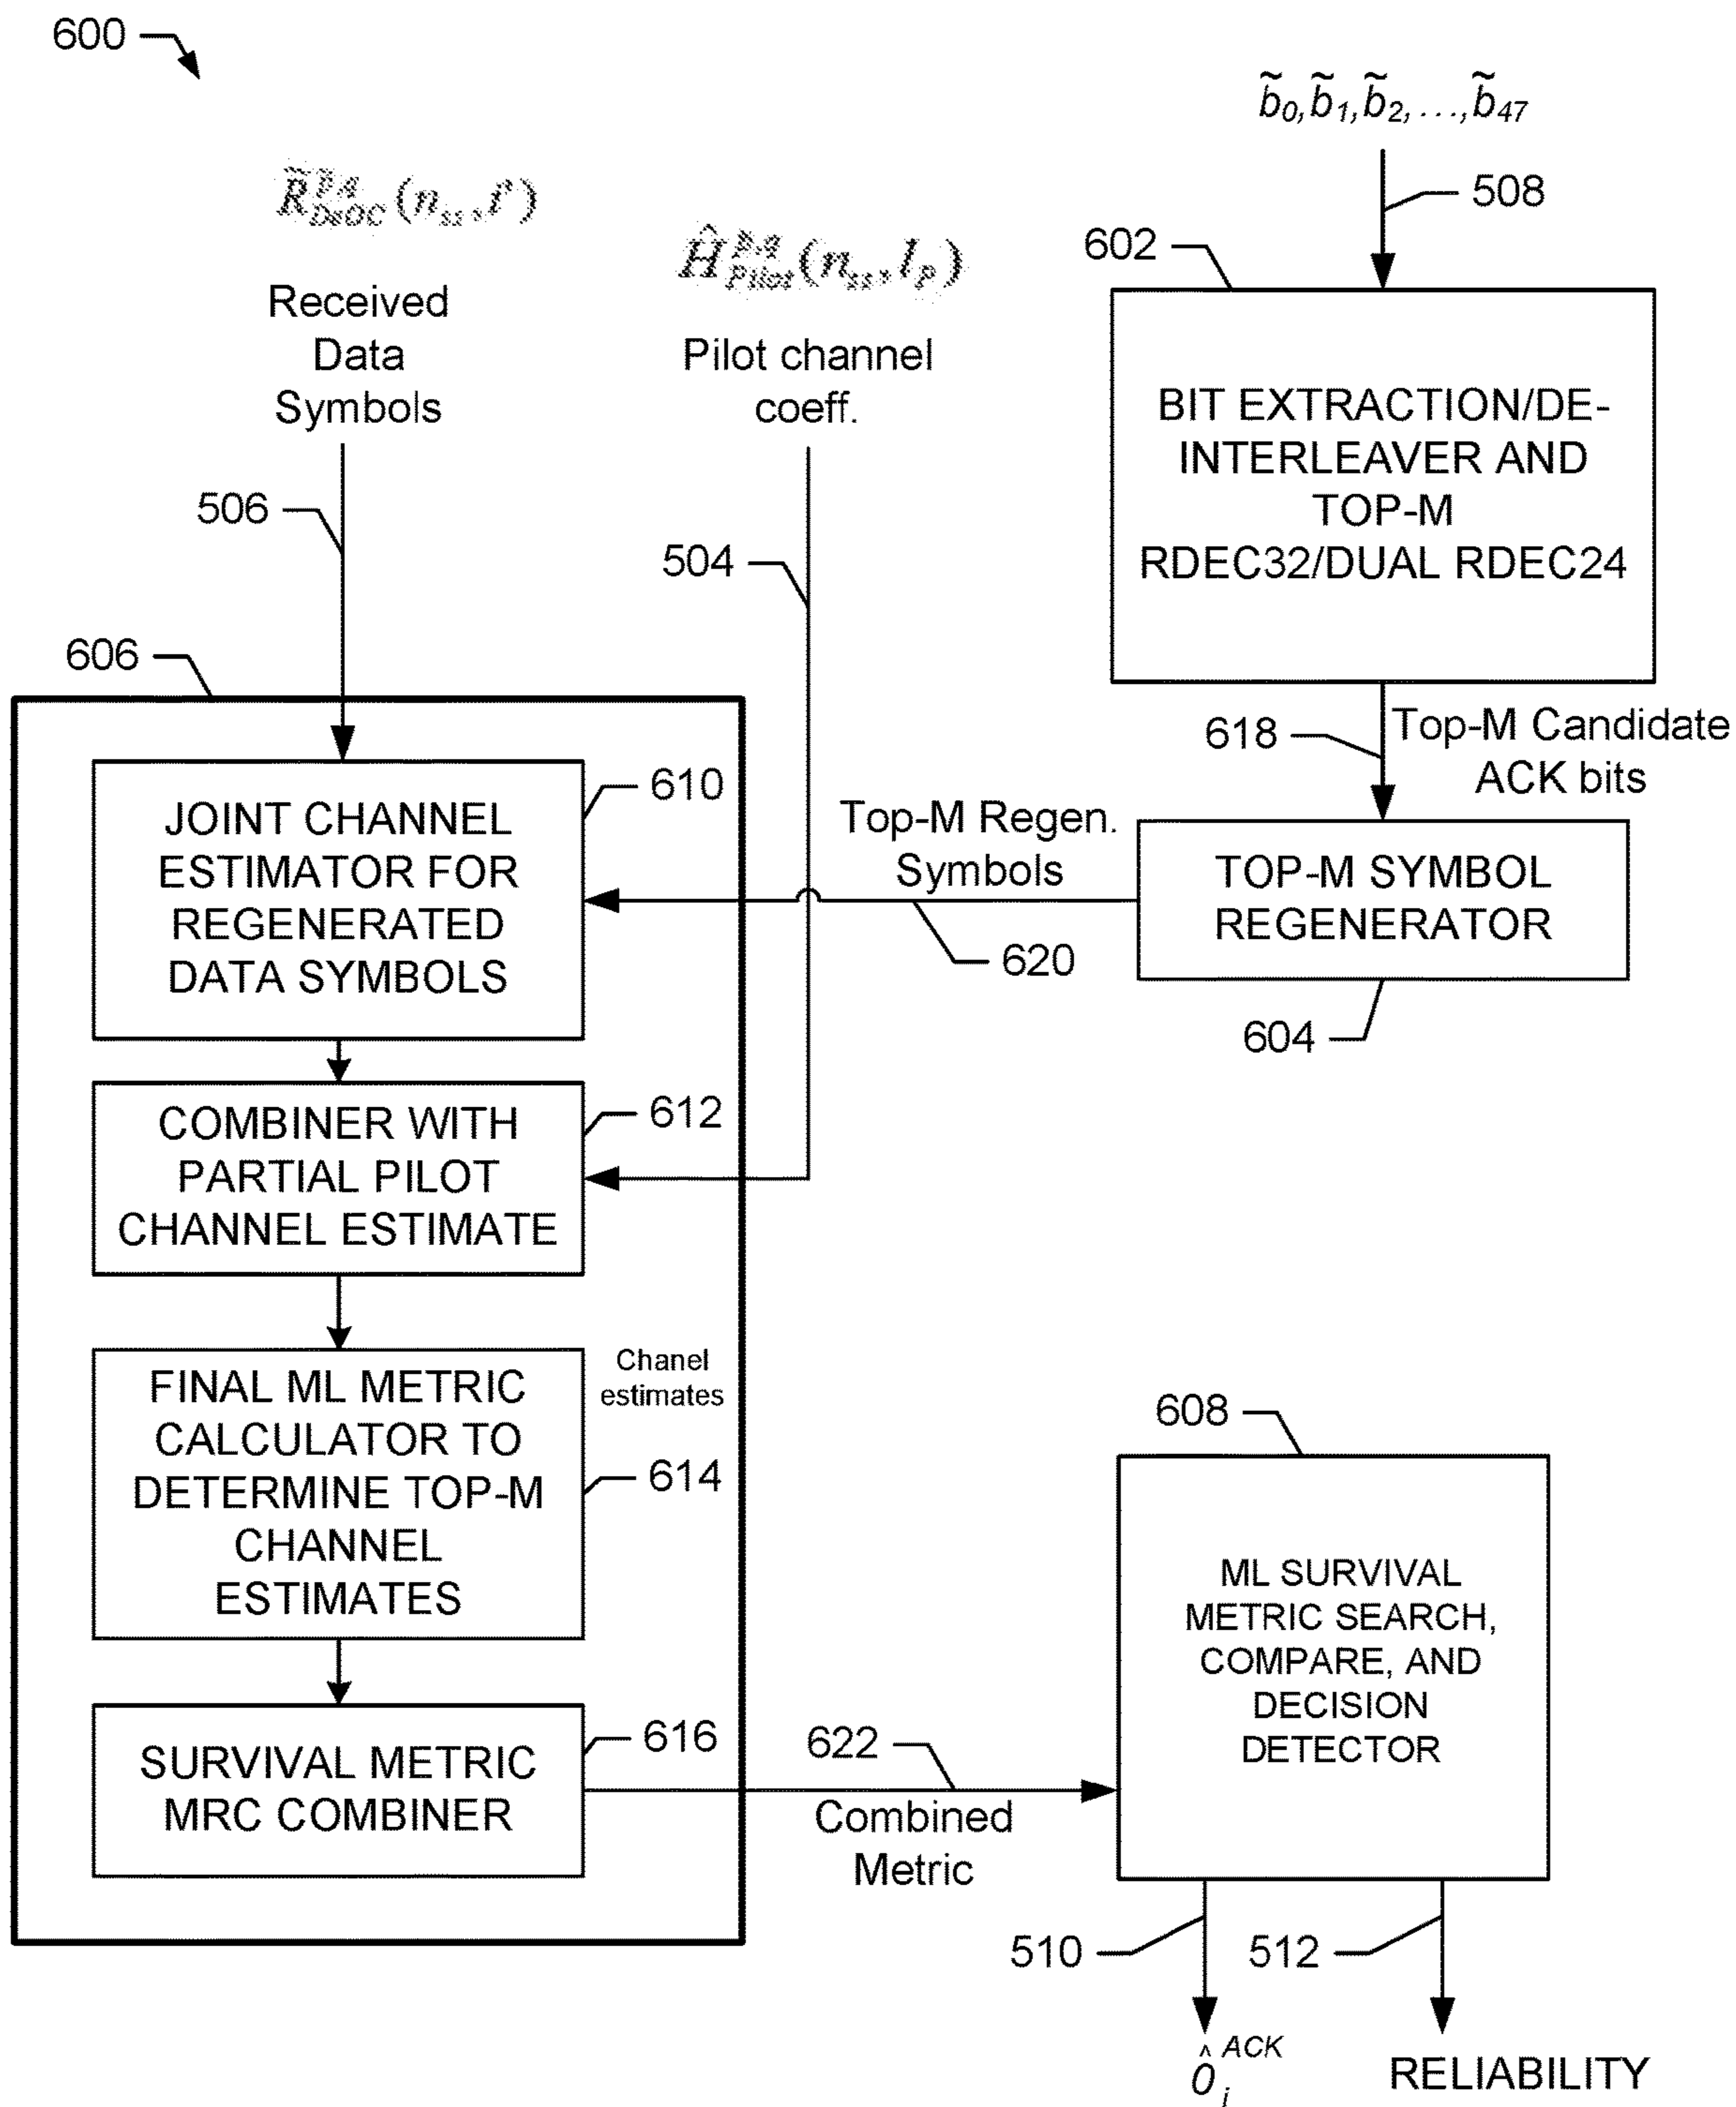 600
b̃0, b̃1, b̃2, ..., b̃47
508
602
BIT EXTRACTION/DE-
INTERLEAVER AND
TOP-M
RDEC32/DUAL RDEC24
(nss,
Ĥ Pilot p,q (nss, lP)
Received
Data
Symbols
Pilot channel
coeff.
506
504
606
618
Top-M Candidate
ACK bits
JOINT CHANNEL
ESTIMATOR FOR
REGENERATED
DATA SYMBOLS
610
Top-M Regen.
Symbols
620
TOP-M SYMBOL
REGENERATOR
604
COMBINER WITH
PARTIAL PILOT
CHANNEL ESTIMATE
612
FINAL ML METRIC
CALCULATOR TO
DETERMINE TOP-M
CHANNEL
ESTIMATES
Chanel
estimates
614
SURVIVAL METRIC
MRC COMBINER
616
622
Combined
Metric
608
ML SURVIVAL
METRIC SEARCH,
COMPARE, AND
DECISION
DETECTOR
510
512
ô i ACK
RELIABILITY